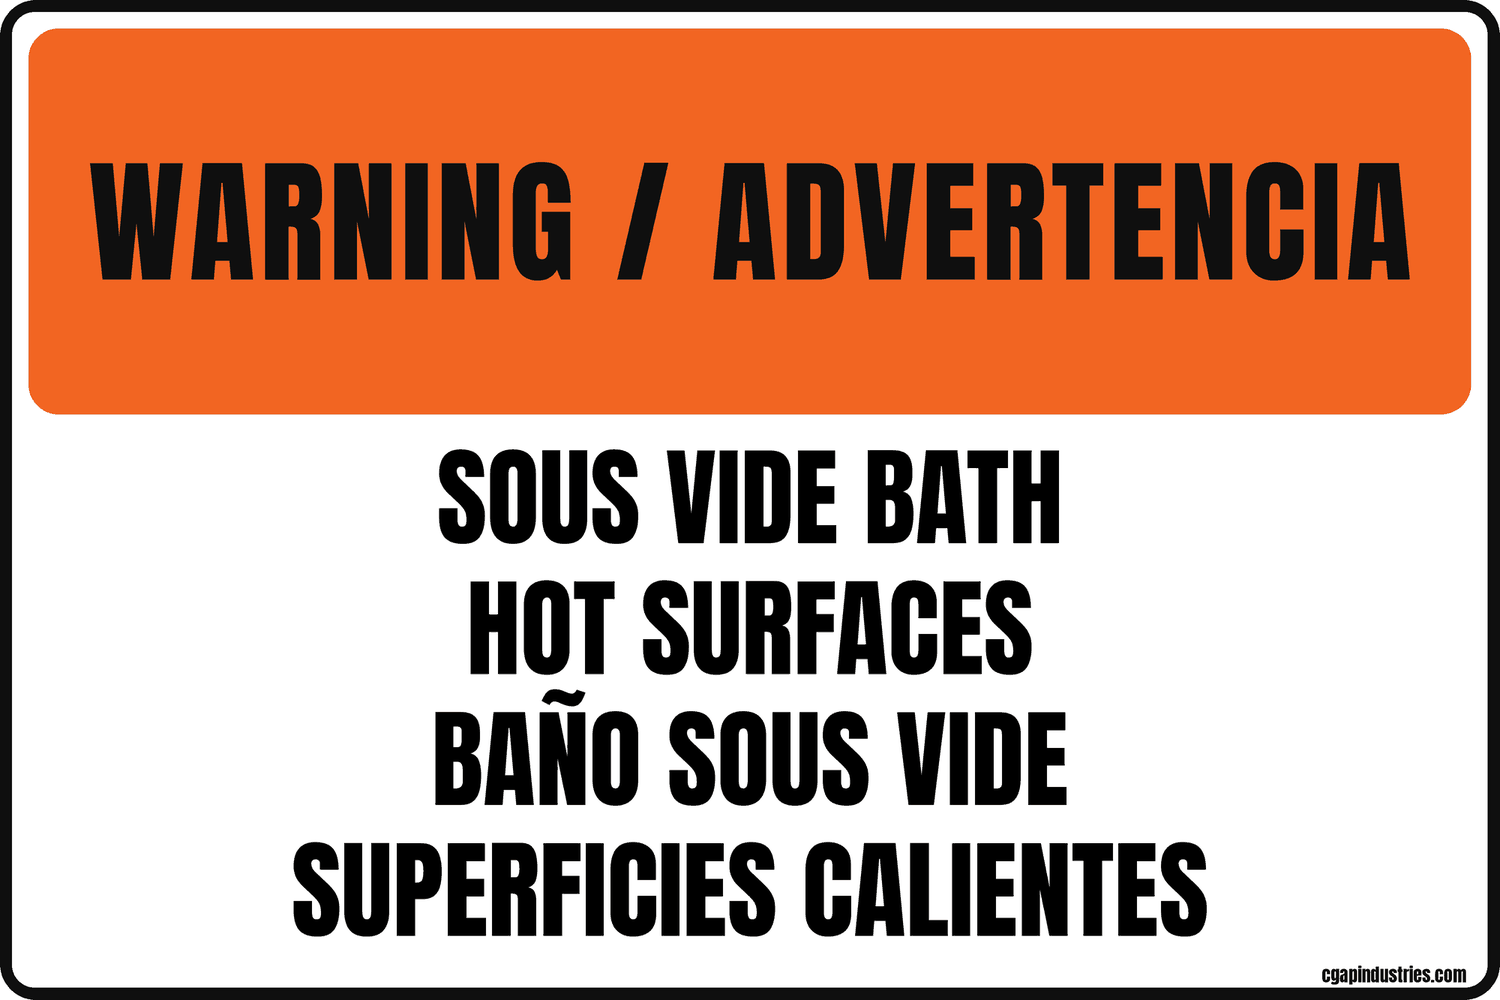 WARNING / ADVERTENCIA
SOUS VIDE BATH
HOT SURFACES
BAÑO SOUS VIDE
SUPERFICIES CALIENTES
cgapindustries.com